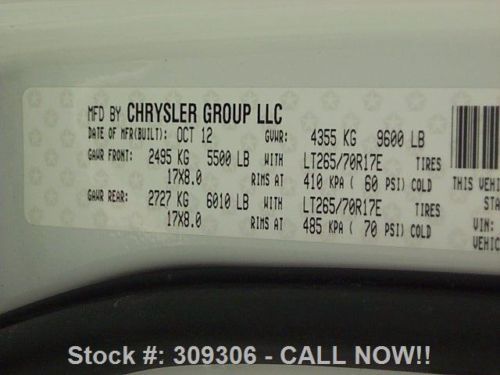 MFD BY CHRYSLER GROUP LLC
DATE OF MFR(BUILT): OCT 12 GVWR: 4355 KG 9600 LB
GAWR FRONT: 2495 KG 5500 LB WITH LT265/70R17E TIRES
17X8.0 RIMS AT 410 KPA ( 60 PSI) COLD
THIS VEHI
GAWR REAR: 2727 KG 6010 LB WITH LT265/70R17E TIRES
STA
17X8.0 RIMS AT 485 KPA ( 70 PSI) COLD
VIN:
VEHIC
Stock #: 309306 - CALL NOW!!